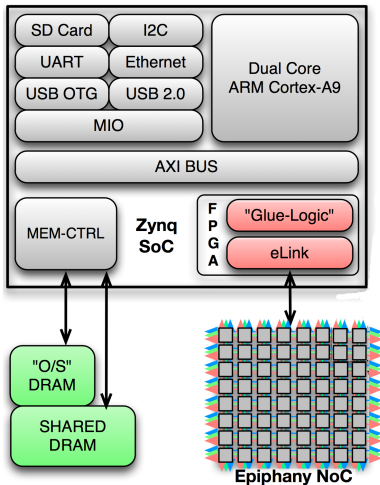 SD Card
I2C
UART
Ethernet
USB OTG
USB 2.0
MIO
Dual Core
ARM Cortex-A9
AXI BUS
MEM-CTRL
Zynq
SoC
F
P
G
A
"Glue-Logic"
eLink
"O/S"
DRAM
SHARED
DRAM
Epiphany NoC